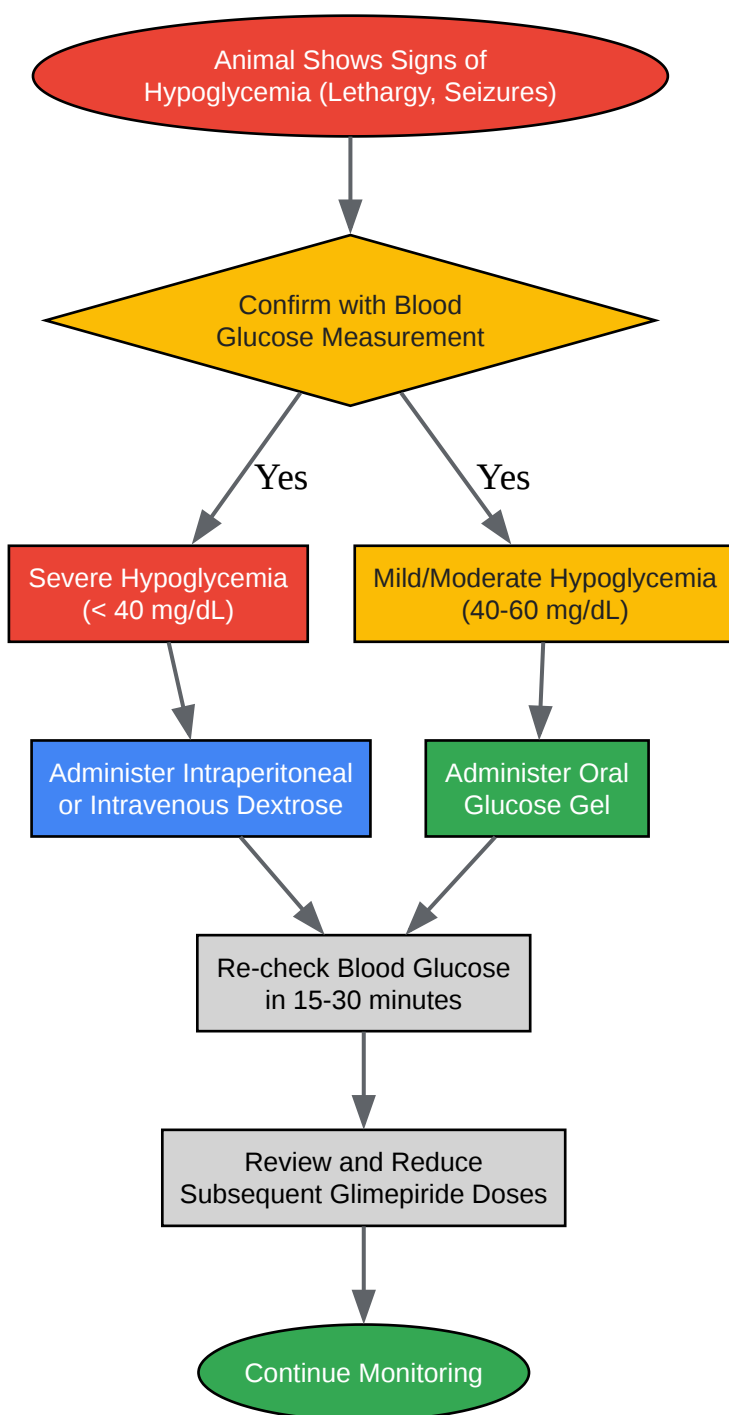 Animal Shows Signs of
Hypoglycemia (Lethargy, Seizures)
Confirm with Blood
Glucose Measurement
Yes
Yes
Severe Hypoglycemia
(< 40 mg/dL)
Mild/Moderate Hypoglycemia
(40-60 mg/dL)
Administer Intraperitoneal
or Intravenous Dextrose
Administer Oral
Glucose Gel
Re-check Blood Glucose
in 15-30 minutes
Review and Reduce
Subsequent Glimepiride Doses
Continue Monitoring